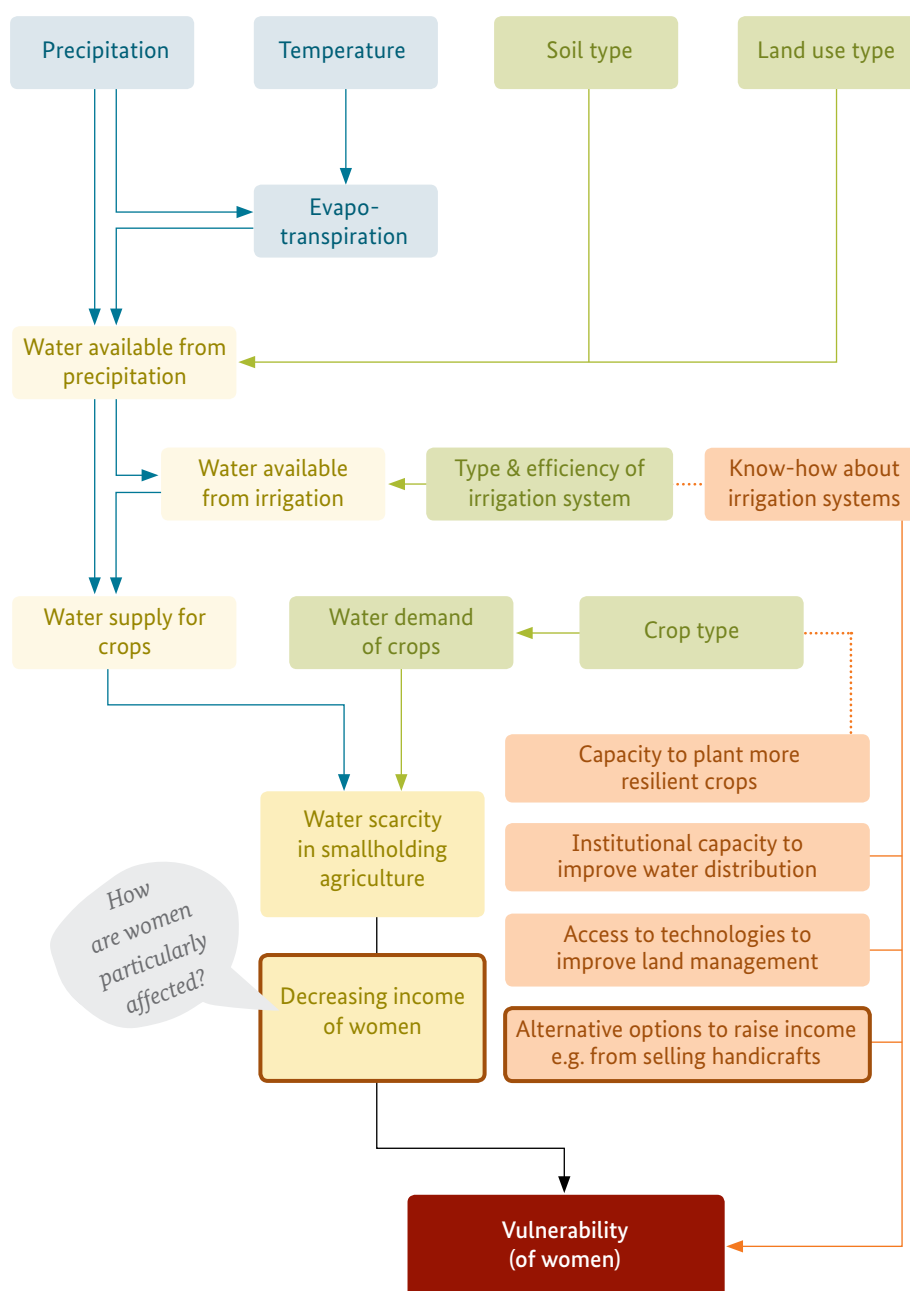 Precipitation
Temperature
Soil type
Land use type
Evapo-
transpiration
Water available from
precipitation
Water available
from irrigation
Type & efficiency of
irrigation system
Know-how about
irrigation systems
Water supply for
crops
Water demand
of crops
Crop type
Capacity to plant more
resilient crops
Water scarcity
in smallholding
agriculture
Institutional capacity to
improve water distribution
How
are women
particularly
affected?
Access to technologies to
improve land management
Decreasing income
of women
Alternative options to raise income
e.g. from selling handicrafts
Vulnerability
(of women)